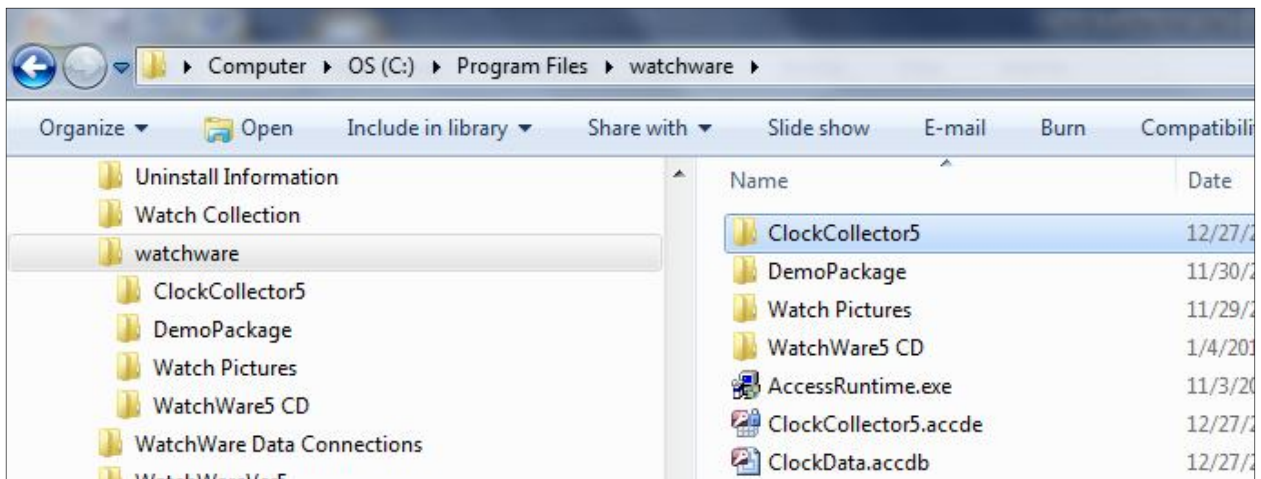 Computer OS (C:) Program Files watchware
Organize Open Include in library Share with Slide show E-mail Burn Compatibili
Uninstall Information
Watch Collection
watchware
ClockCollector5
DemoPackage
Watch Pictures
WatchWare5 CD
WatchWare Data Connections
WatchWareVer5
Name Date
ClockCollector5 12/27/2
DemoPackage 11/30/2
Watch Pictures 11/29/2
WatchWare5 CD 1/4/201
AccessRuntime.exe 11/3/20
ClockCollector5.accde 12/27/2
ClockData.accdb 12/27/2